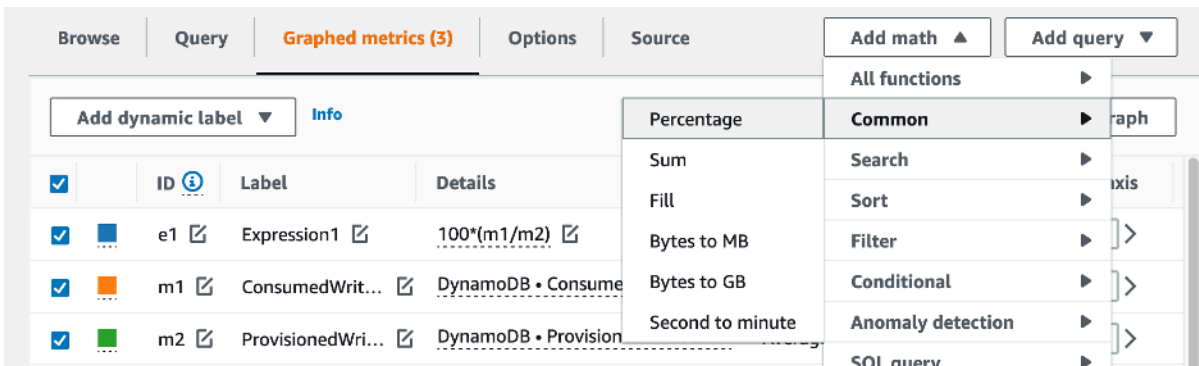 Browse Query Graphed metrics (3) Options Source Add math ▲ Add query ▼
All functions
Add dynamic label ▼ Info Percentage Common
Sum Search
ID Label Details
Fill Sort
e1 Expression1 100*(m1/m2) Bytes to MB Filter
m1 ConsumedWrit... DynamoDB • Consume Bytes to GB Conditional
m2 ProvisionedWri... DynamoDB • Provision Second to minute Anomaly detection
SQL query